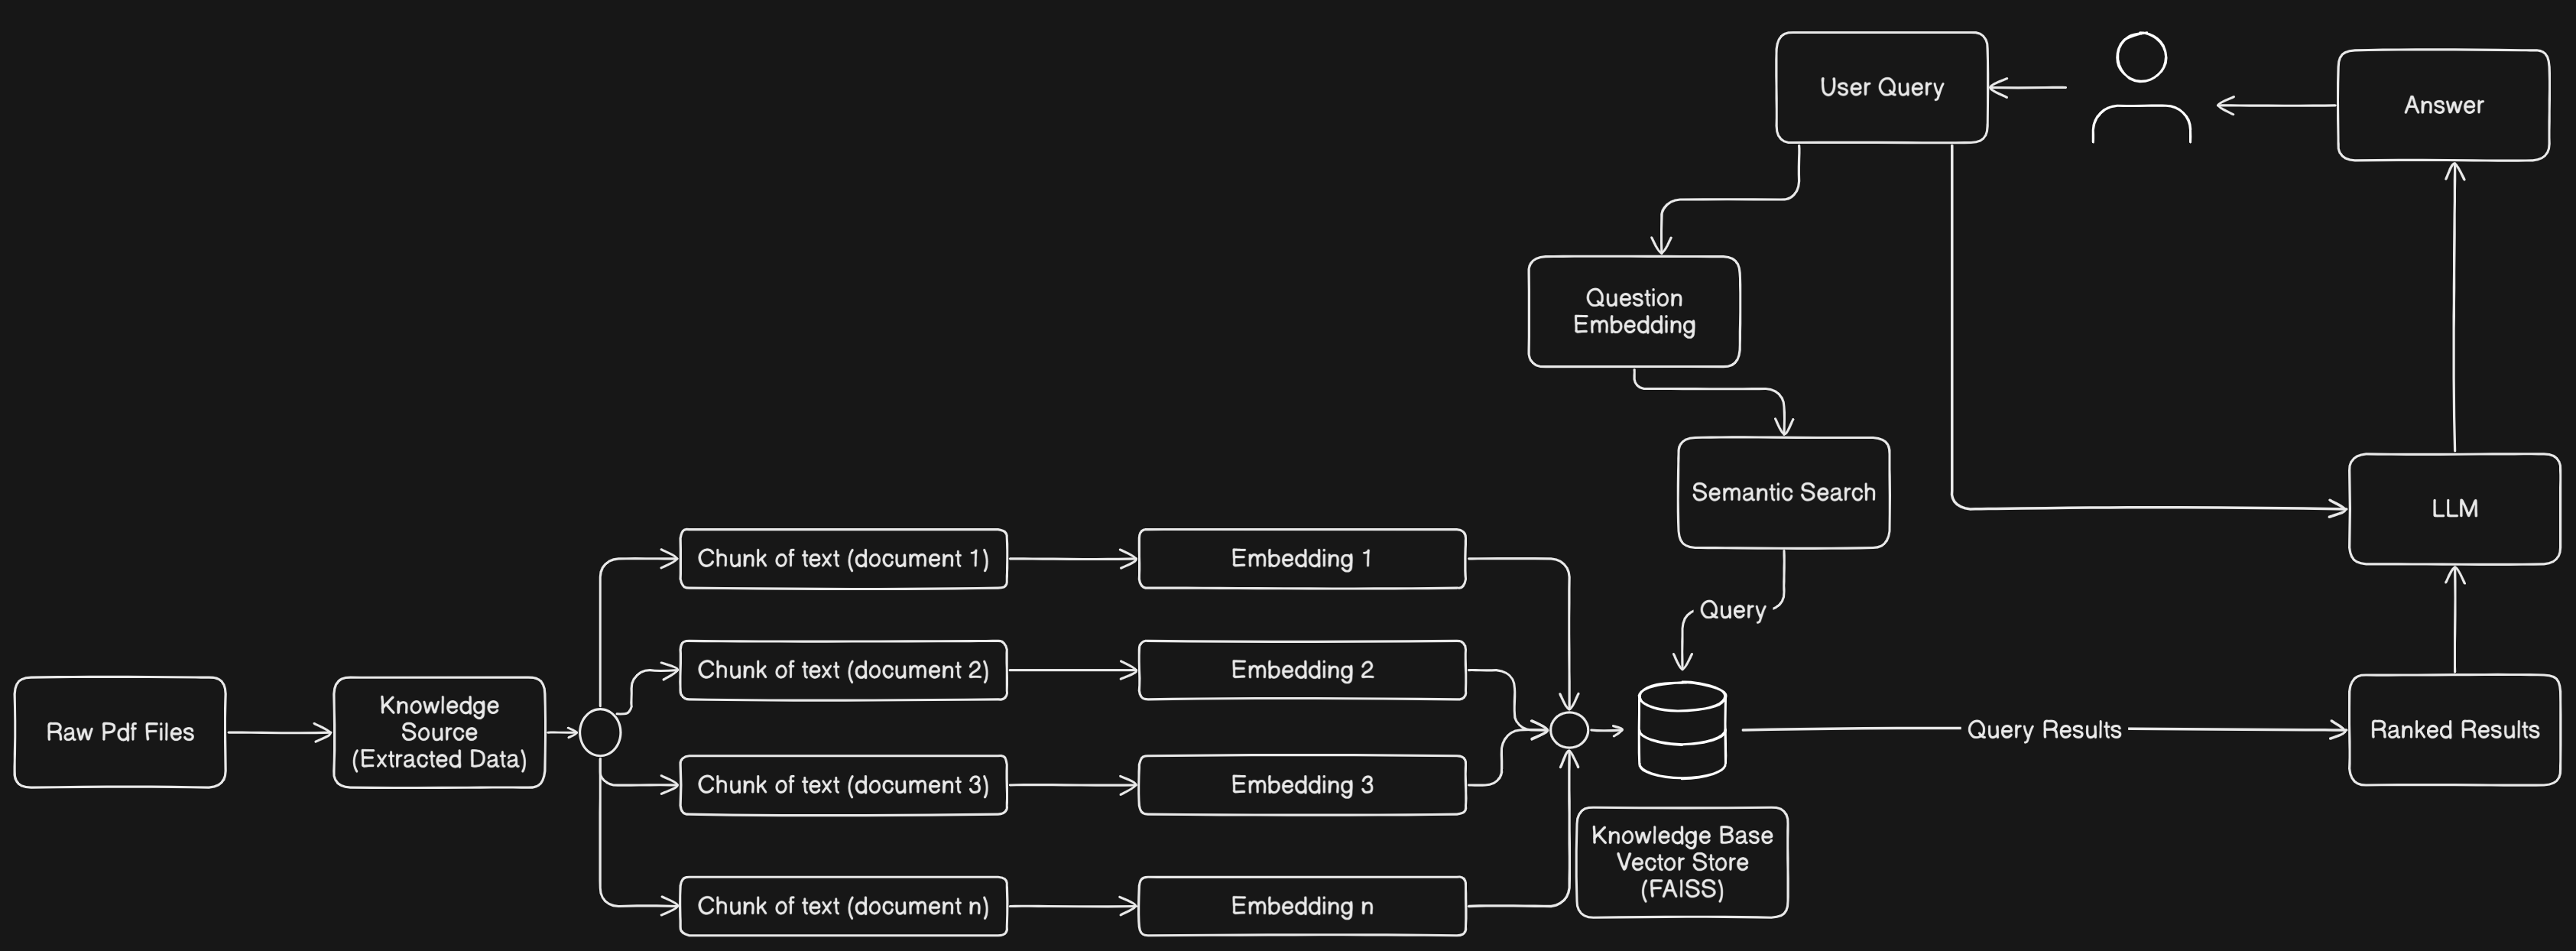 User Query
Answer
Question
Embedding
Semantic Search
LLM
Chunk of text (document 1)
Embedding 1
Query
Chunk of text (document 2)
Embedding 2
Raw Pdf Files
Knowledge
Source
(Extracted Data)
Query Results
Ranked Results
Chunk of text (document 3)
Embedding 3
Knowledge Base
Vector Store
(FAISS)
Chunk of text (document n)
Embedding n